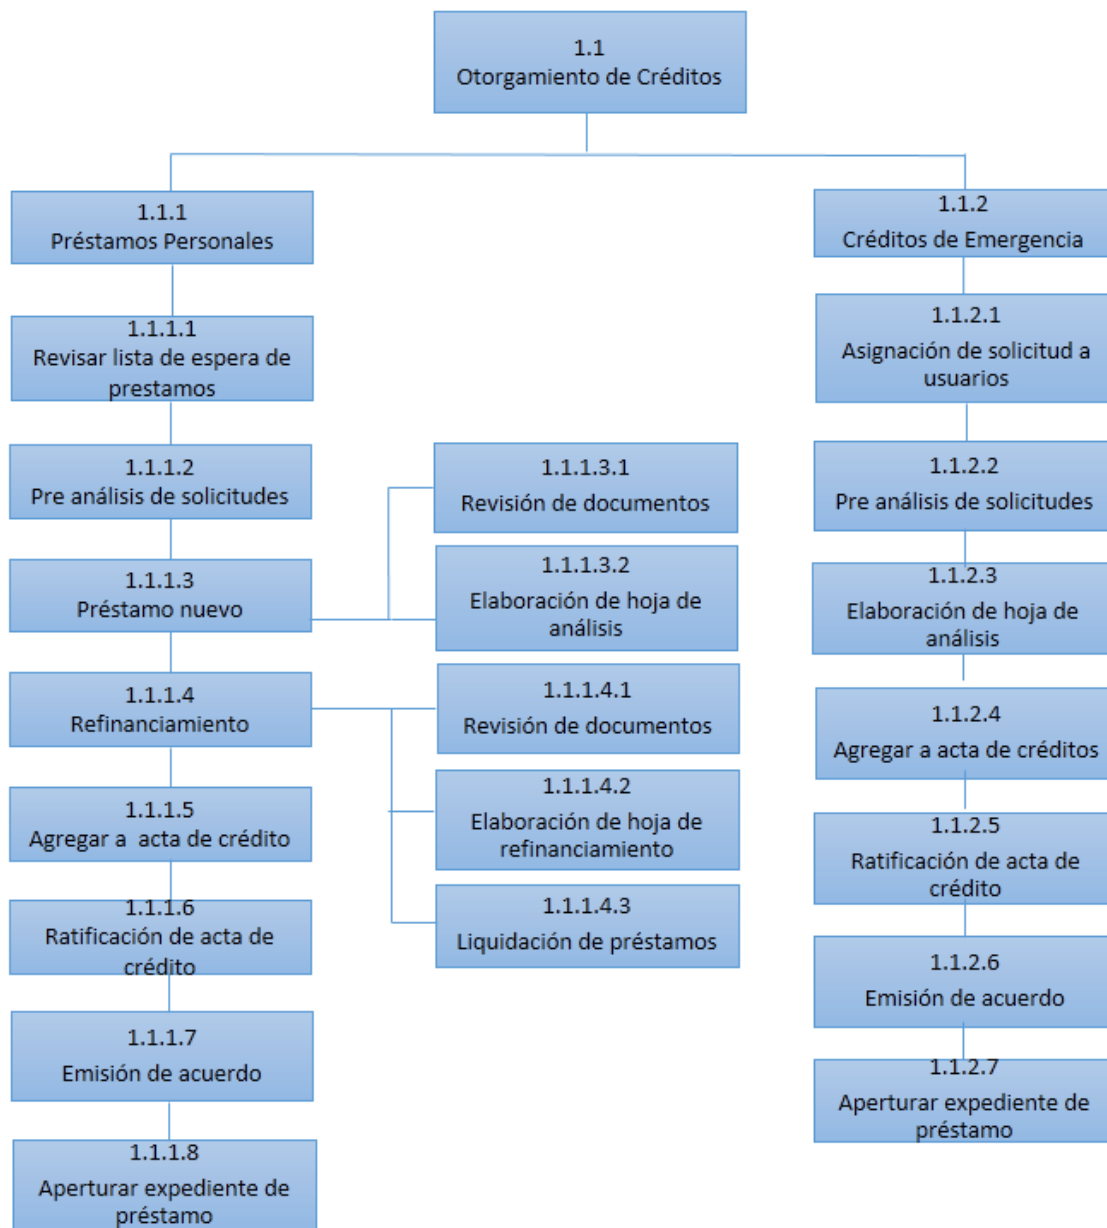 1.1
Otorgamiento de Créditos
1.1.1
Préstamos Personales
1.1.1.1
Revisar lista de espera de
prestamos
1.1.1.2
Pre análisis de solicitudes
1.1.1.3
Préstamo nuevo
1.1.1.4
Refinanciamiento
1.1.1.5
Agregar a acta de crédito
1.1.1.6
Ratificación de acta de
crédito
1.1.1.7
Emisión de acuerdo
1.1.1.8
Aperturar expediente de
préstamo
1.1.1.3.1
Revisión de documentos
1.1.1.3.2
Elaboración de hoja de
análisis
1.1.1.4.1
Revisión de documentos
1.1.1.4.2
Elaboración de hoja de
refinanciamiento
1.1.1.4.3
Liquidación de préstamos
1.1.2
Créditos de Emergencia
1.1.2.1
Asignación de solicitud a
usuarios
1.1.2.2
Pre análisis de solicitudes
1.1.2.3
Elaboración de hoja de
análisis
1.1.2.4
Agregar a acta de créditos
1.1.2.5
Ratificación de acta de
crédito
1.1.2.6
Emisión de acuerdo
1.1.2.7
Aperturar expediente de
préstamo